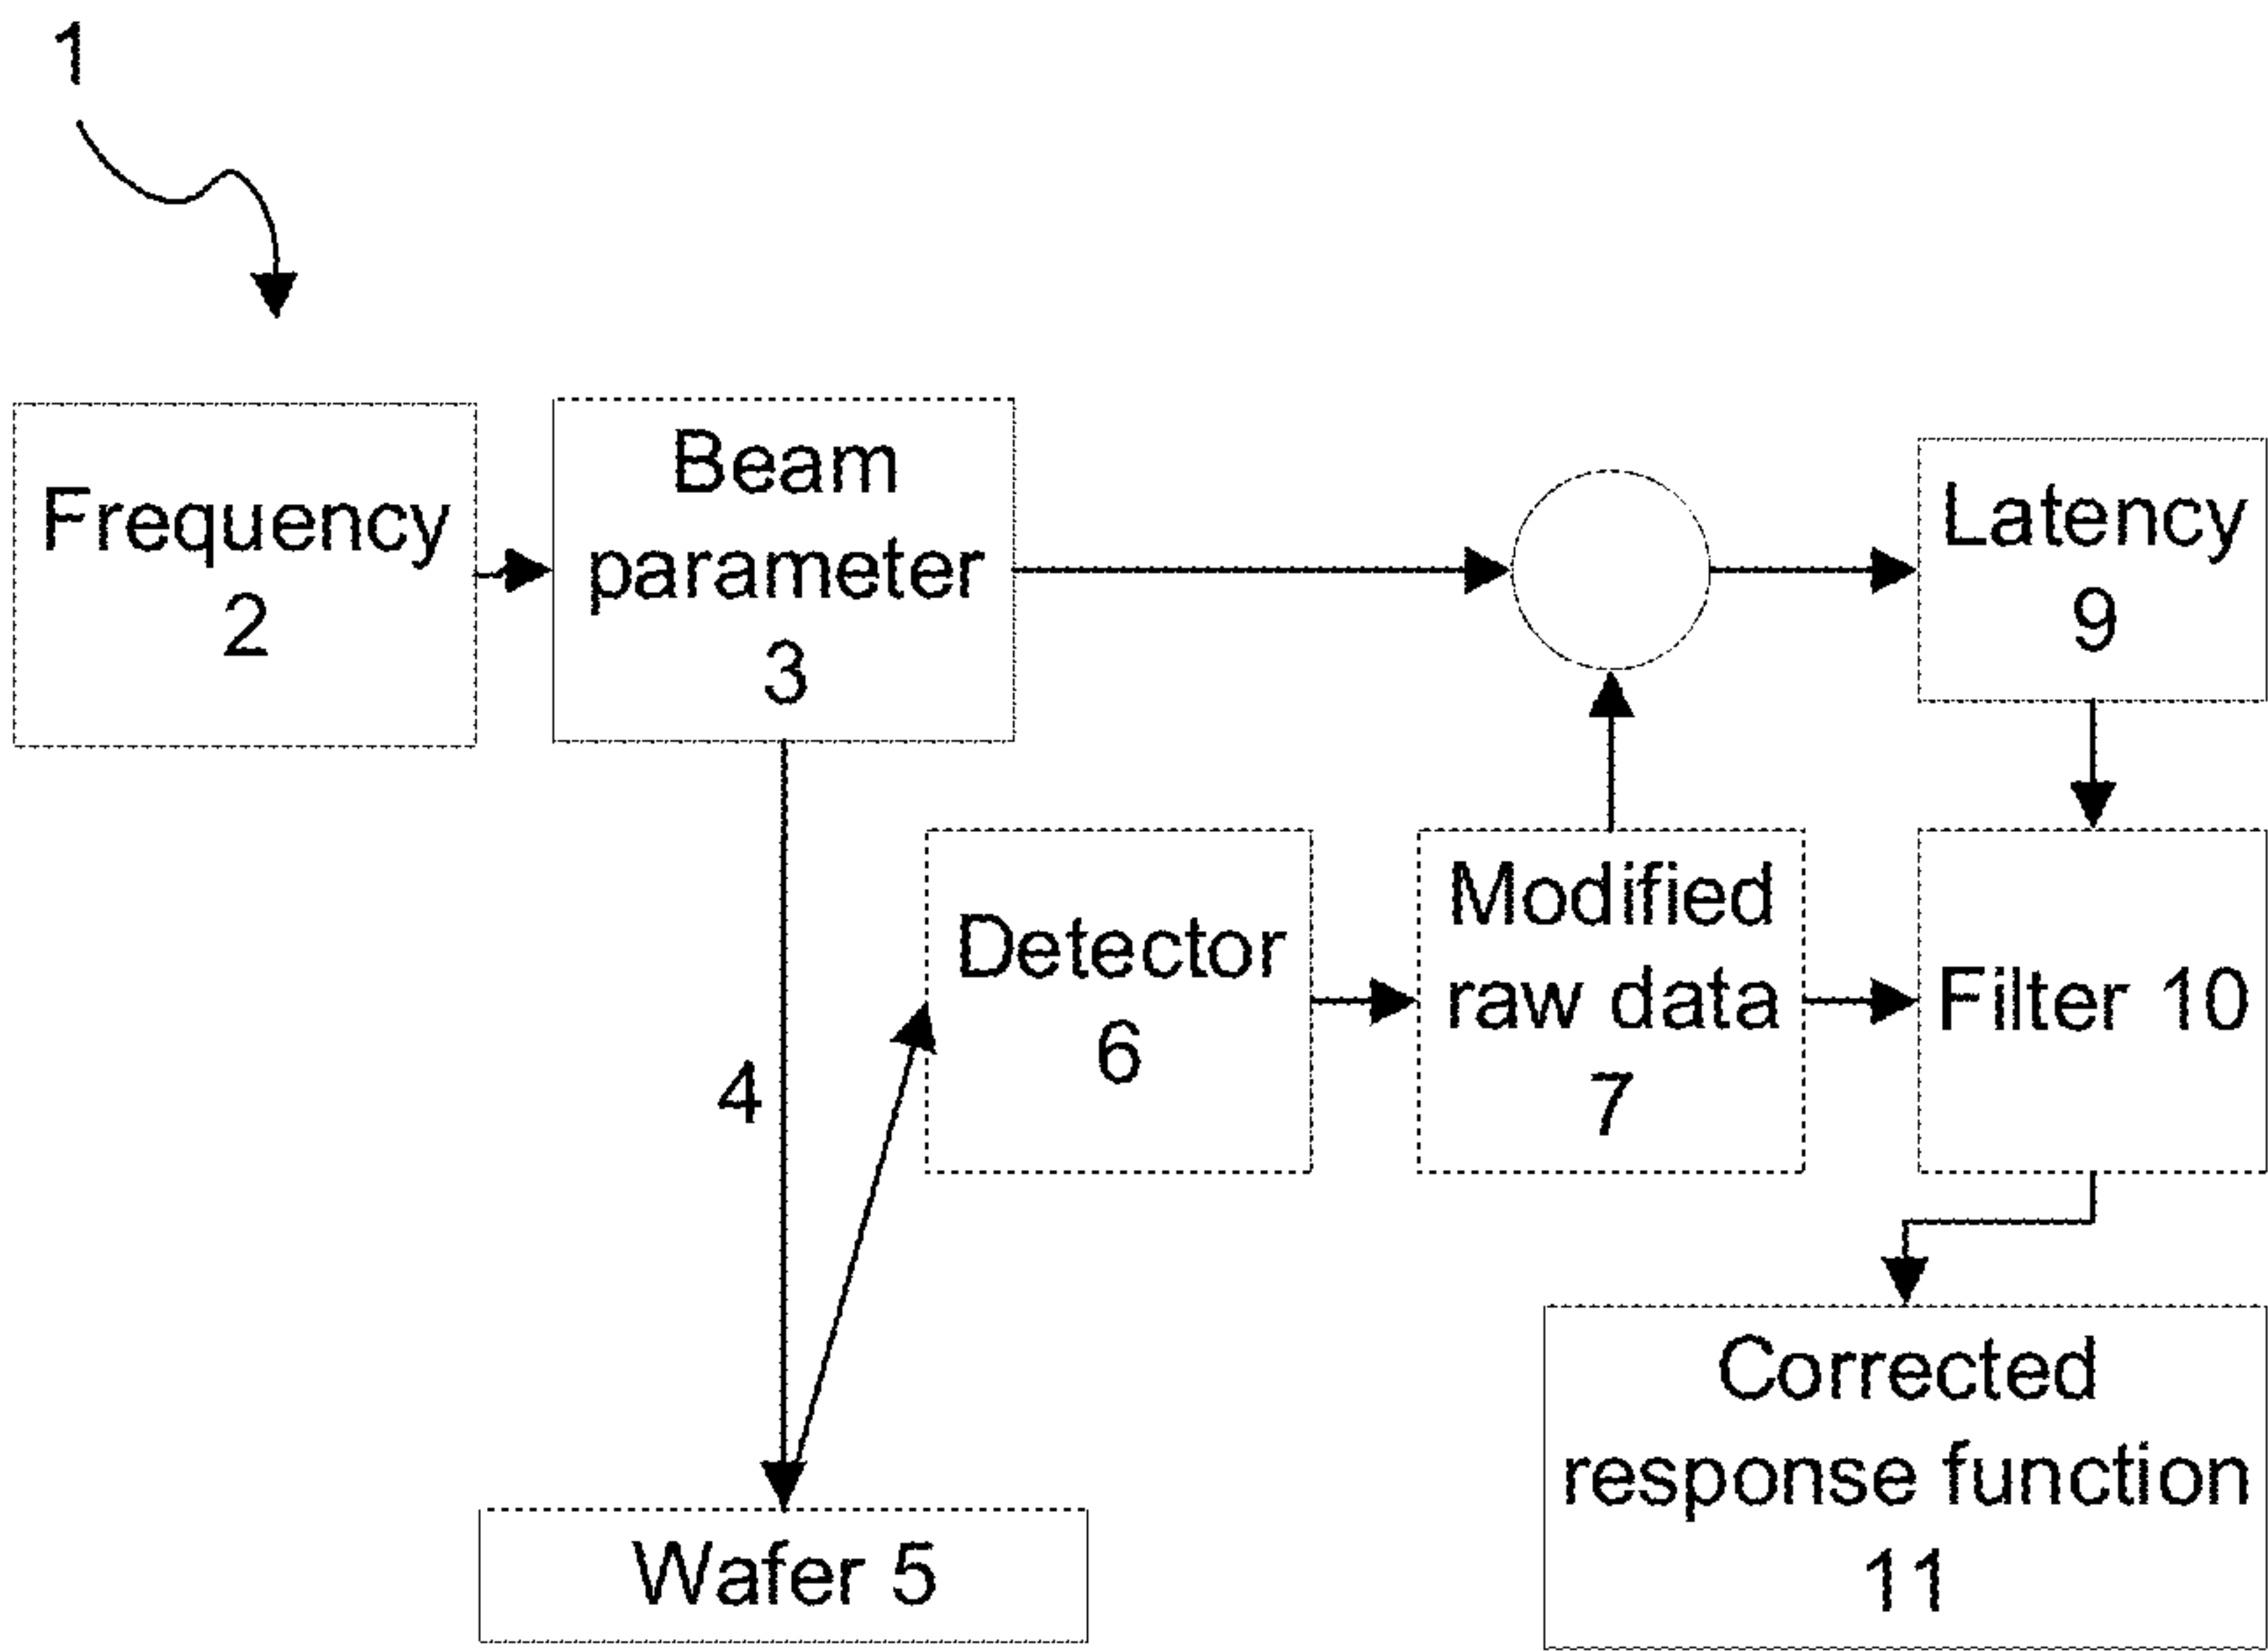 1
Frequency
2
Beam
parameter
3
Latency
9
4
Detector
6
Modified
raw data
7
Filter 10
Wafer 5
Corrected
response function
11